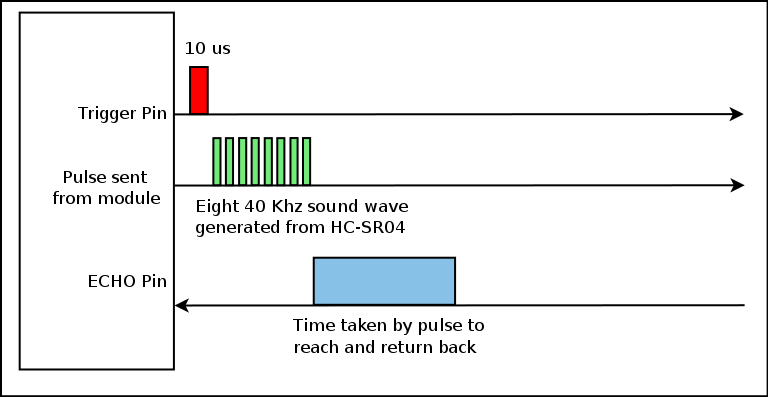 10 us
Trigger Pin
Pulse sent
from module
Eight 40 Khz sound wave
generated from HC-SR04
ECHO Pin
Time taken by pulse to
reach and return back